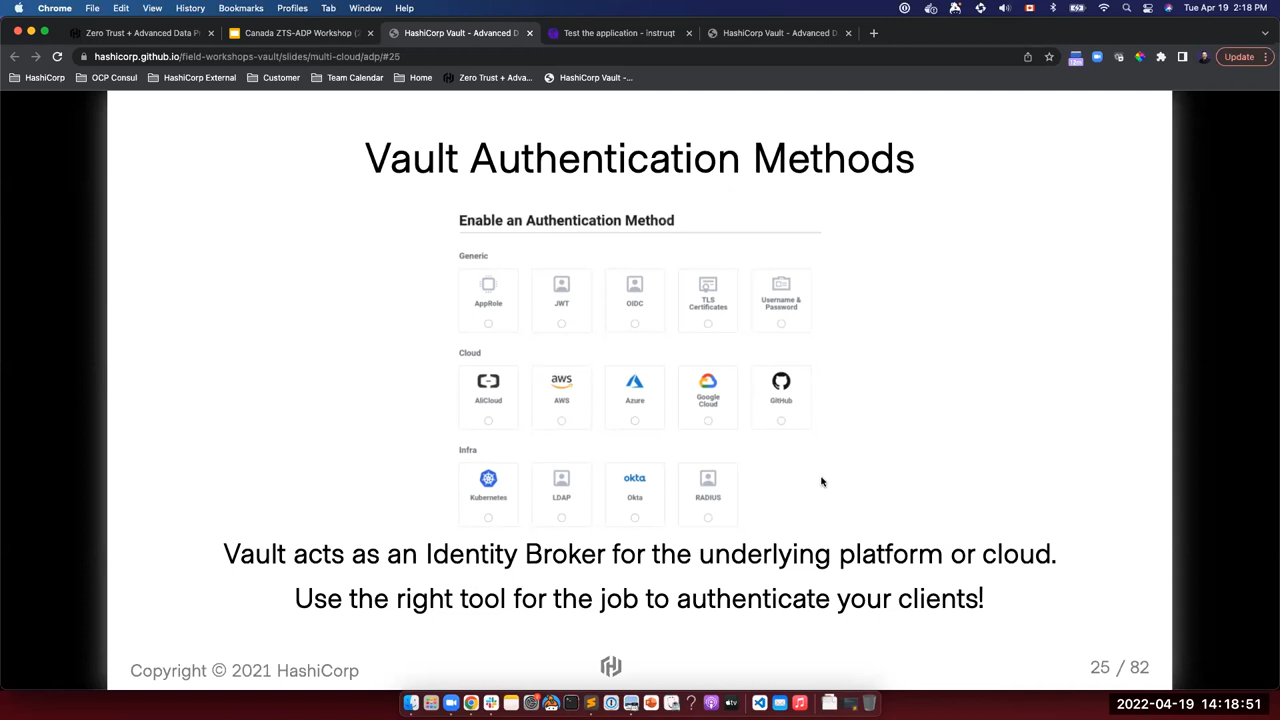 Chrome File Edit View History Bookmarks Profiles Tab Window Help Tue Apr 19 2:18 PM
Zero Trust + Advanced Data P Canada ZTS-ADP Workshop (2 HashiCorp Vault - Advanced D Test the application - instruqt HashiCorp Vault - Advanced D
hashicorp.github.io/field-workshops-vault/slides/multi-cloud/adp/#25 Update
HashiCorp OCP Consul HashiCorp External Customer Team Calendar Home Zero Trust + Adva... HashiCorp Vault -...
Vault Authentication Methods
Enable an Authentication Method
Generic
AppRole JWT OIDC TLS Certificates Username & Password
Cloud
aws
AliCloud AWS Azure Google Cloud GitHub
Infra
okta
Kubernetes LDAP Okta RADIUS
Vault acts as an Identity Broker for the underlying platform or cloud.
Use the right tool for the job to authenticate your clients!
Copyright © 2021 HashiCorp 25 / 82
tv
2022-04-19 14:18:51